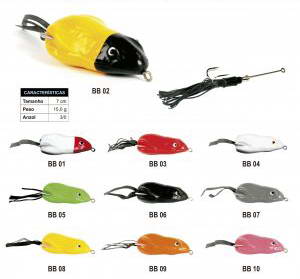 BB 02
CARACTERÍSTICAS
Tamanho 7 cm
Peso 15,0 g
Anzol 3/0
BB 01 BB 03 BB 04
BB 05 BB 06 BB 07
BB 08 BB 09 BB 10